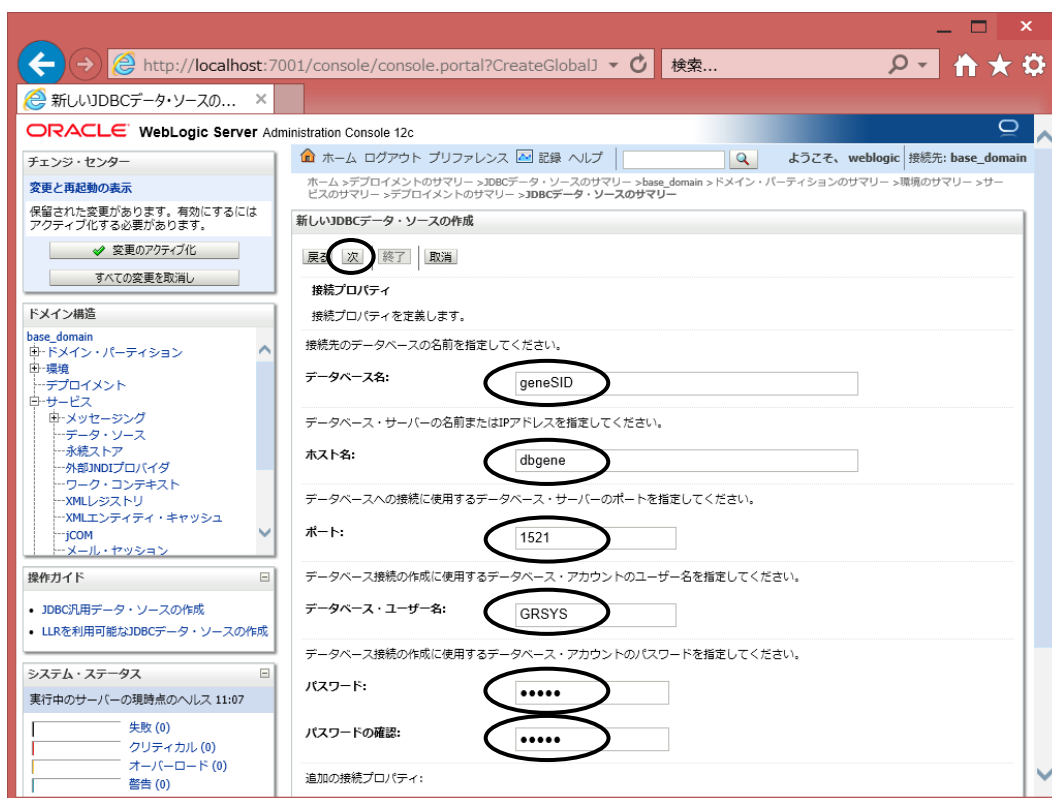 http://localhost:7001/console/console.portal?CreateGlobalJ
検索...
新しいJDBCデータ・ソースの...
ORACLE WebLogic Server Administration Console 12c
チェンジ・センター
変更と再起動の表示
保留された変更があります。有効にするには
アクティブ化する必要があります。
変更のアクティブ化
すべての変更を取消し
ドメイン構造
base_domain
ドメイン・パーティション
環境
デプロイメント
サービス
メッセージング
データ・ソース
永続ストア
外部JNDIプロバイダ
ワーク・コンテキスト
XMLレジストリ
XMLエンティティ・キャッシュ
jCOM
メール・セッション
操作ガイド
JDBC汎用データ・ソースの作成
LLRを利用可能なJDBCデータ・ソースの作成
システム・ステータス
実行中のサーバーの現時点のヘルス 11:07
失敗 (0)
クリティカル (0)
オーバーロード (0)
警告 (0)
ホーム ログアウト プリファレンス 記録 ヘルプ
ようこそ、 weblogic 接続先: base_domain
ホーム >デプロイメントのサマリー >JDBCデータ・ソースのサマリー >base_domain >ドメイン・パーティションのサマリー >環境のサマリー >サー
ビスのサマリー >デプロイメントのサマリー >JDBCデータ・ソースのサマリー
新しいJDBCデータ・ソースの作成
戻る 次 終了 取消
接続プロパティ
接続プロパティを定義します。
接続先のデータベースの名前を指定してください。
データベース名: geneSID
データベース・サーバーの名前またはIPアドレスを指定してください。
ホスト名: dbgene
データベースへの接続に使用するデータベース・サーバーのポートを指定してください。
ポート: 1521
データベース接続の作成に使用するデータベース・アカウントのユーザー名を指定してください。
データベース・ユーザー名: GRSYS
データベース接続の作成に使用するデータベース・アカウントのパスワードを指定してください。
パスワード: •••••
パスワードの確認: •••••
追加の接続プロパティ: